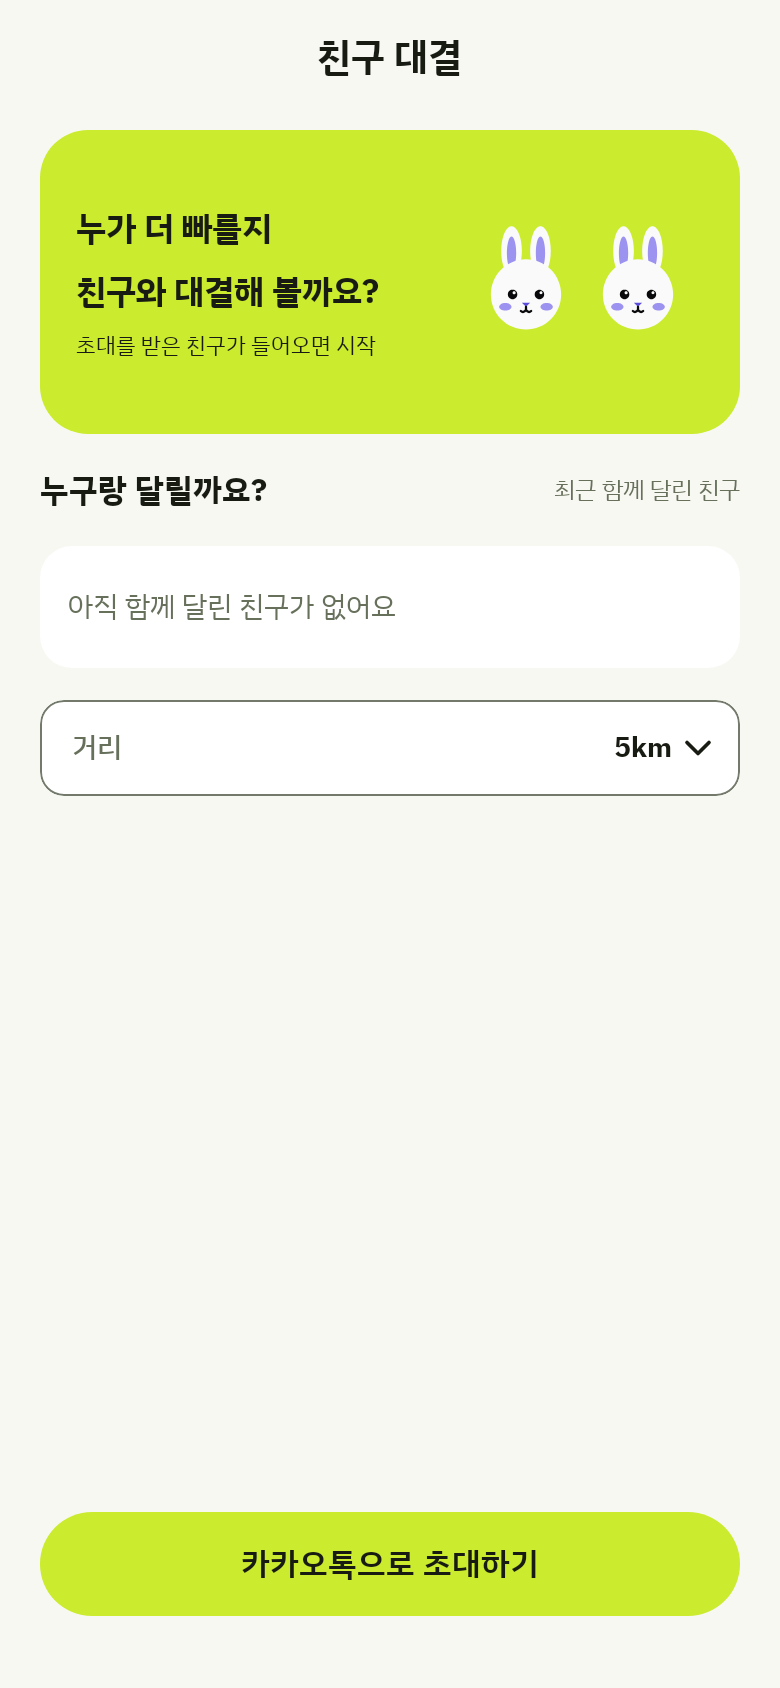 친구 대결
누가 더 빠를지
친구와 대결해 볼까요?
초대를 받은 친구가 들어오면 시작
누구랑 달릴까요?
최근 함께 달린 친구
아직 함께 달린 친구가 없어요
거리
5km
카카오톡으로 초대하기